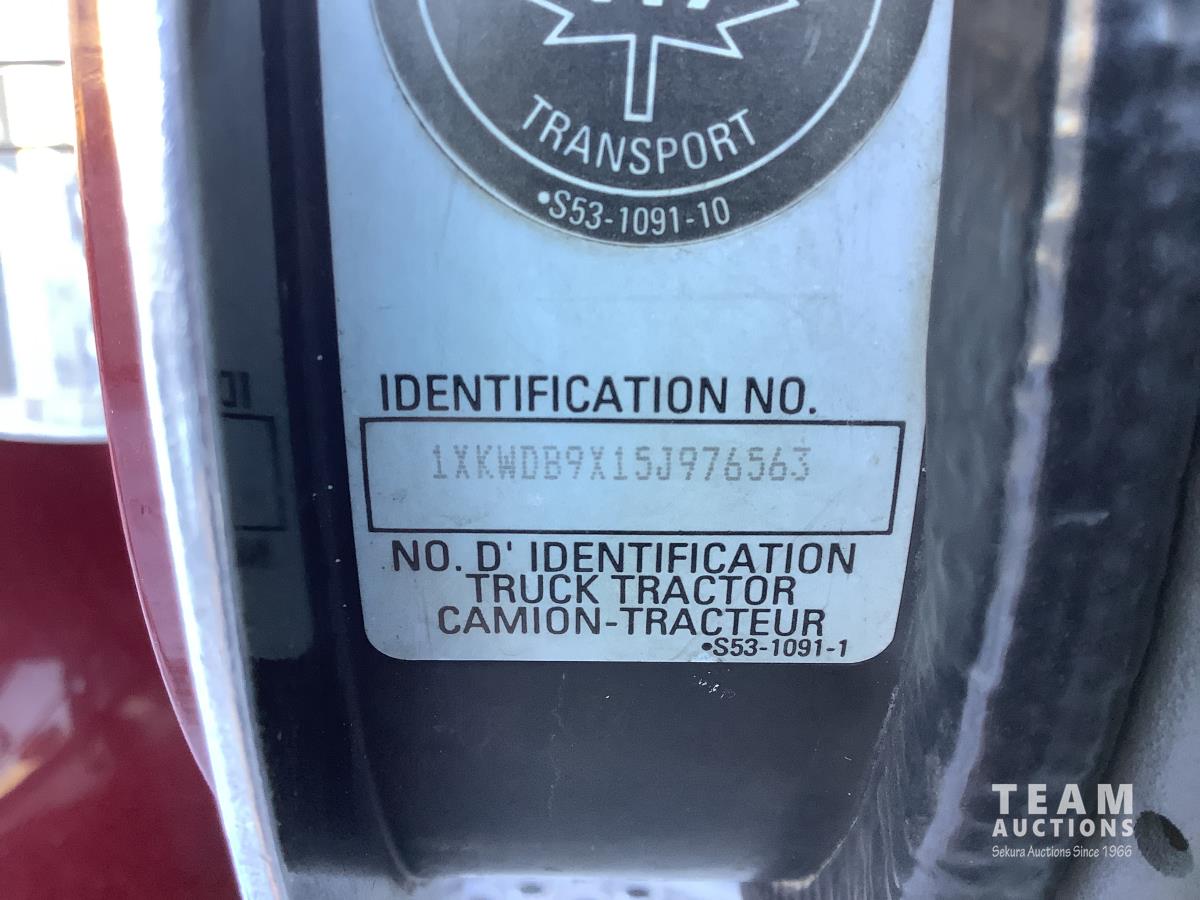 TRANSPORT
•S53-1091-10
IDENTIFICATION NO.
1XKWDB9X15J976563
NO. D' IDENTIFICATION
TRUCK TRACTOR
CAMION-TRACTEUR
•S53-1091-1
TEAM
AUCTIONS
Sekura Auctions Since 1966